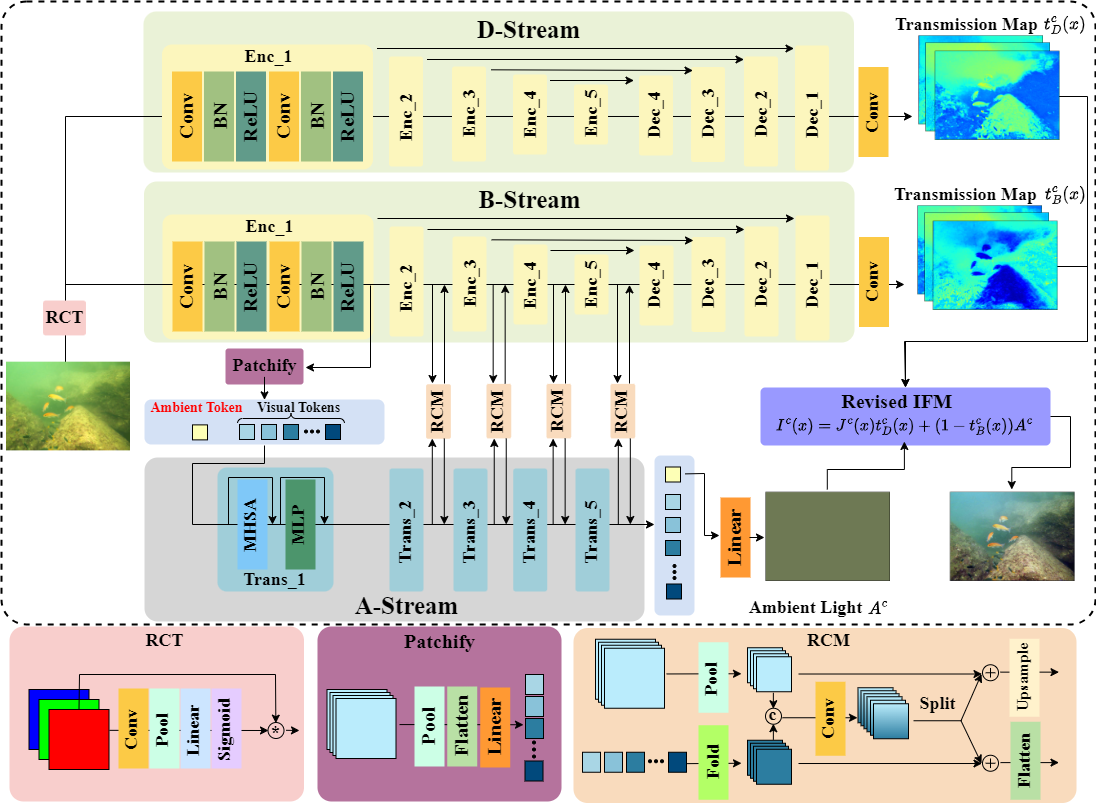 D-Stream
Transmission Map t_D^c(x)
Enc_1
Conv
BN
ReLU
Conv
BN
ReLU
Enc_2
Enc_3
Enc_4
Enc_5
Dec_4
Dec_3
Dec_2
Dec_1
Conv
B-Stream
Transmission Map t_B^c(x)
Enc_1
Conv
BN
ReLU
Conv
BN
ReLU
Enc_2
Enc_3
Enc_4
Enc_5
Dec_4
Dec_3
Dec_2
Dec_1
Conv
RCT
Patchify
Ambient Token
Visual Tokens
RCM
RCM
RCM
RCM
Revised IFM
I^c(x) = J^c(x)t_D^c(x) + (1 − t_B^c(x))A^c
MHSA
MLP
Trans_1
Trans_2
Trans_3
Trans_4
Trans_5
A-Stream
Linear
Ambient Light A^c
RCT
Conv
Pool
Linear
Sigmoid
*
Patchify
Pool
Flatten
Linear
RCM
Pool
Fold
c
Conv
Split
Upsample
Flatten